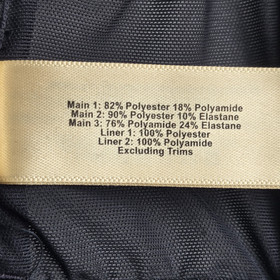 Main 1: 82% Polyester 18% Polyamide
Main 2: 90% Polyester 10% Elastane
Main 3: 76% Polyamide 24% Elastane
Liner 1: 100% Polyester
Liner 2: 100% Polyamide
Excluding Trims